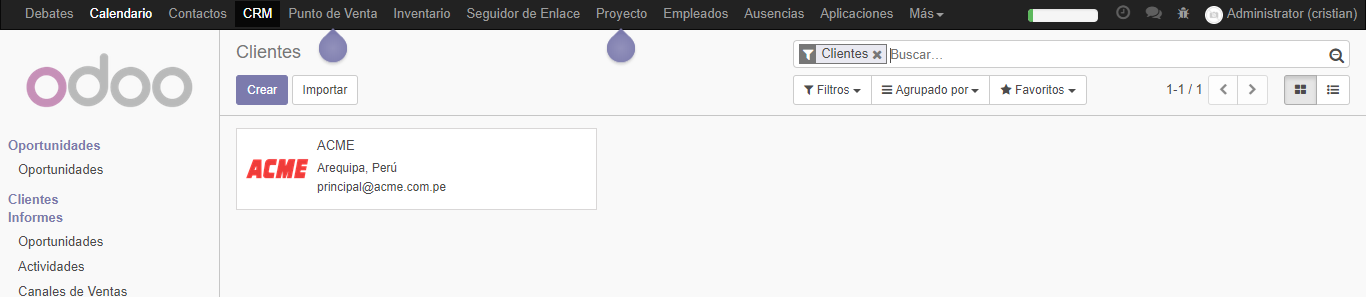 Debates Calendario Contactos CRM Punto de Venta Inventario Seguidor de Enlace Proyecto Empleados Ausencias Aplicaciones Más Administrator (cristian)
odoo
Clientes
Clientes Buscar...
Crear Importar
Filtros Agrupado por Favoritos 1-1 / 1
Oportunidades
Oportunidades
Clientes
Informes
Oportunidades
Actividades
Canales de Ventas
ACME
ACME
Arequipa, Perú
principal@acme.com.pe